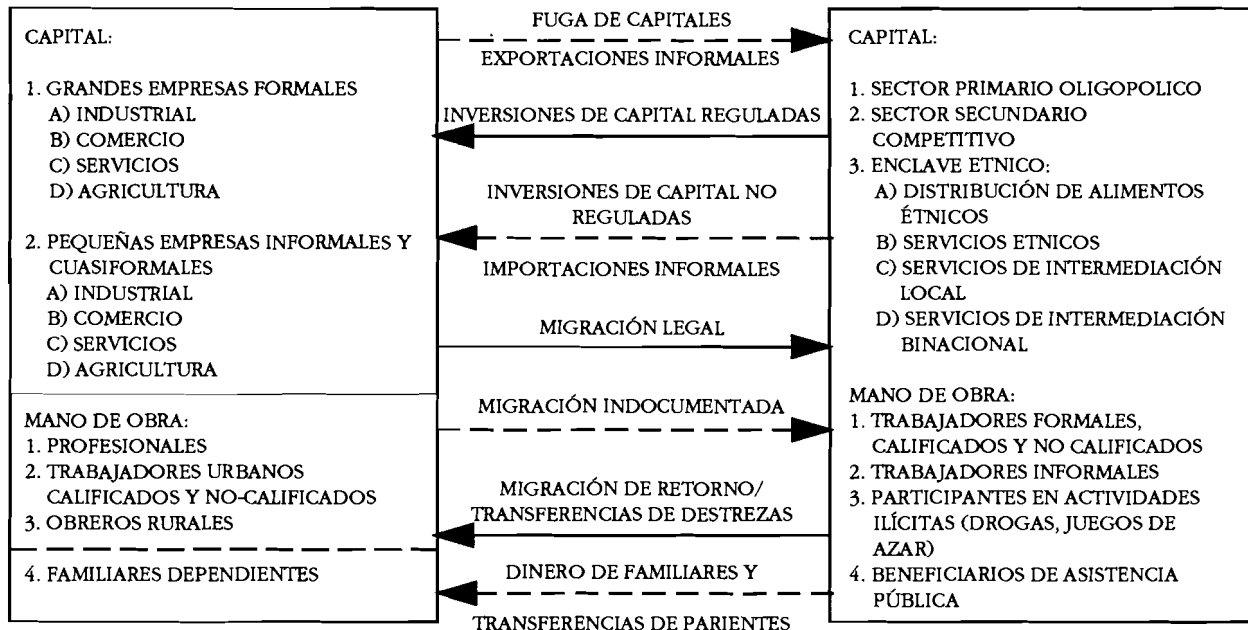 CAPITAL:
1. GRANDES EMPRESAS FORMALES
A) INDUSTRIAL
B) COMERCIO
C) SERVICIOS
D) AGRICULTURA
2. PEQUEÑAS EMPRESAS INFORMALES Y
CUASIFORMALES
A) INDUSTRIAL
B) COMERCIO
C) SERVICIOS
D) AGRICULTURA
MANO DE OBRA:
1. PROFESIONALES
2. TRABAJADORES URBANOS
CALIFICADOS Y NO-CALIFICADOS
3. OBREROS RURALES
4. FAMILIARES DEPENDIENTES
FUGA DE CAPITALES
EXPORTACIONES INFORMALES
INVERSIONES DE CAPITAL REGULADAS
INVERSIONES DE CAPITAL NO
REGULADAS
IMPORTACIONES INFORMALES
MIGRACIÓN LEGAL
MIGRACIÓN INDOCUMENTADA
MIGRACIÓN DE RETORNO/
TRANSFERENCIAS DE DESTREZAS
DINERO DE FAMILIARES Y
TRANSFERENCIAS DE PARIENTES
CAPITAL:
1. SECTOR PRIMARIO OLIGOPOLICO
2. SECTOR SECUNDARIO
COMPETITIVO
3. ENCLAVE ETNICO:
A) DISTRIBUCIÓN DE ALIMENTOS
ÉTNICOS
B) SERVICIOS ETNICOS
C) SERVICIOS DE INTERMEDIACIÓN
LOCAL
D) SERVICIOS DE INTERMEDIACIÓN
BINACIONAL
MANO DE OBRA:
1. TRABAJADORES FORMALES,
CALIFICADOS Y NO CALIFICADOS
2. TRABAJADORES INFORMALES
3. PARTICIPANTES EN ACTIVIDADES
ILÍCITAS (DROGAS, JUEGOS DE
AZAR)
4. BENEFICIARIOS DE ASISTENCIA
PÚBLICA